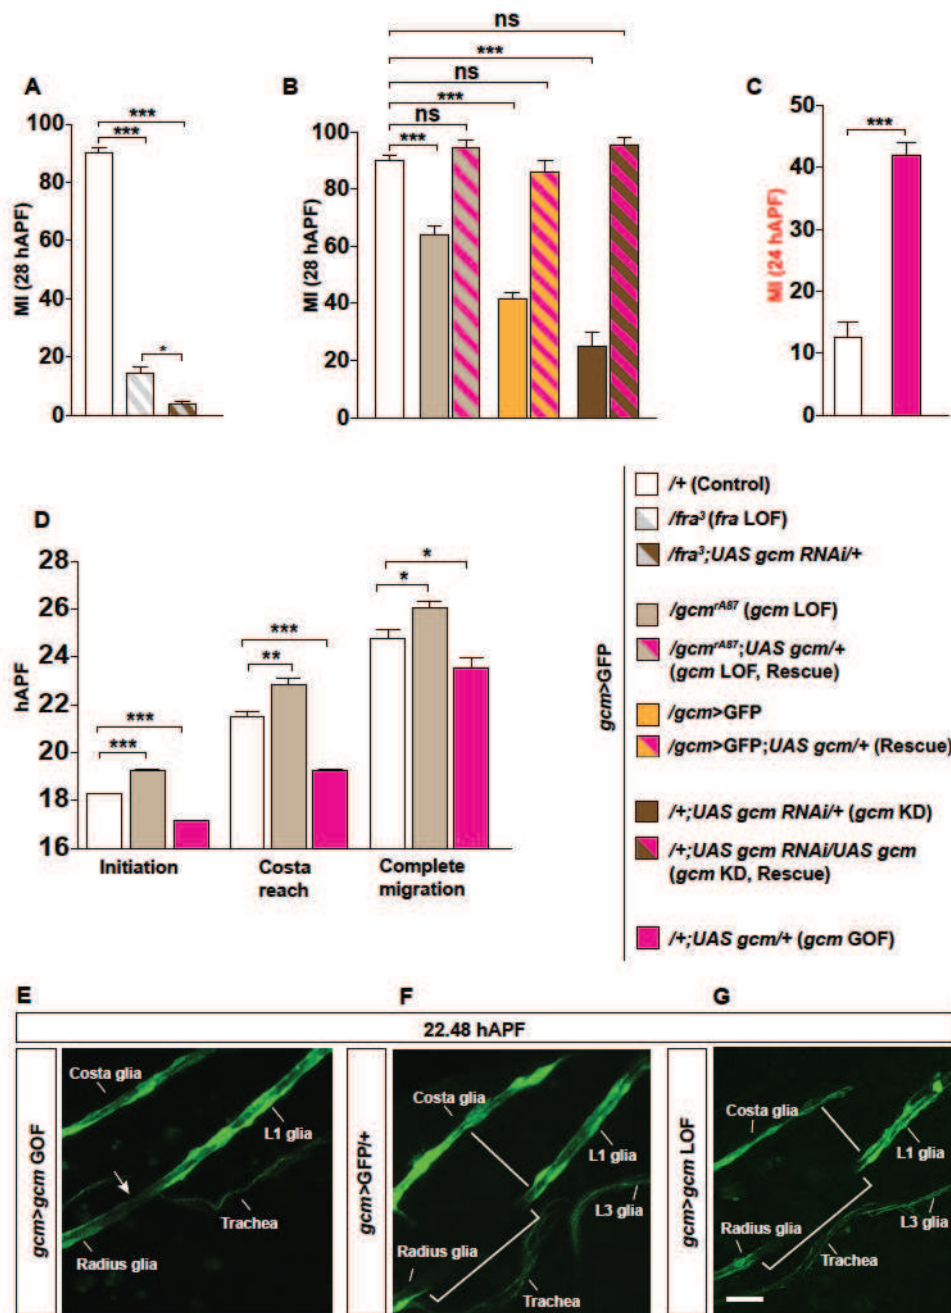 A
MI (28 hAPF)
100
80
60
40
20
0
***
***
*
B
MI (28 hAPF)
100
80
60
40
20
0
ns
***
ns
***
ns
***
C
MI (24 hAPF)
50
40
30
20
10
0
***
D
hAPF
28
26
24
22
20
18
16
***
***
***
**
*
*
Initiation
Costa reach
Complete migration
gcm>GFP
/+ (Control)
/fra³ (fra LOF)
/fra³;UAS gcm RNAi/+
/gcmʳᴬ⁸⁷ (gcm LOF)
/gcmʳᴬ⁸⁷;UAS gcm/+
(gcm LOF, Rescue)
/gcm>GFP
/gcm>GFP;UAS gcm/+ (Rescue)
/+;UAS gcm RNAi/+ (gcm KD)
/+;UAS gcm RNAi/UAS gcm
(gcm KD, Rescue)
/+;UAS gcm/+ (gcm GOF)
E
F
G
22.48 hAPF
gcm>gcm GOF
Costa glia
L1 glia
Trachea
Radius glia
gcm>GFP/+
Costa glia
L1 glia
L3 glia
Radius glia
Trachea
gcm>gcm LOF
Costa glia
L1 glia
L3 glia
Radius glia
Trachea